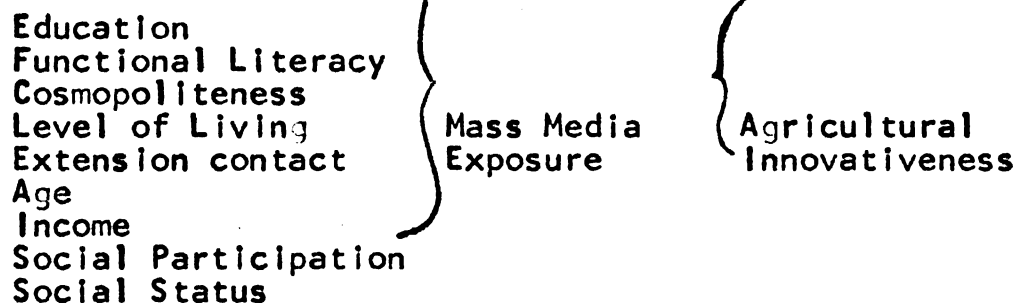 Education
Functional Literacy
Cosmopoliteness
Level of Living
Extension contact
Age
Income
Social Participation
Social Status
Mass Media
Exposure
Agricultural
Innovativeness